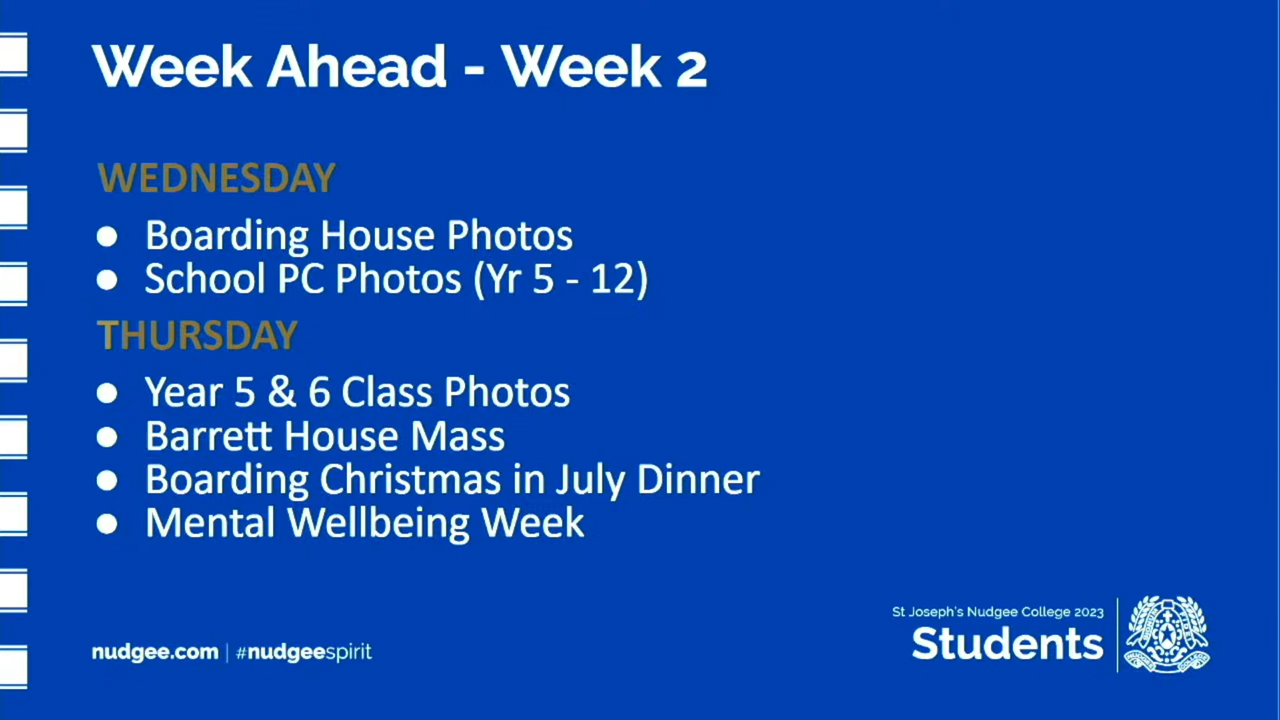 Week Ahead - Week 2
WEDNESDAY
● Boarding House Photos
● School PC Photos (Yr 5 - 12)
THURSDAY
● Year 5 & 6 Class Photos
● Barrett House Mass
● Boarding Christmas in July Dinner
● Mental Wellbeing Week
St Joseph's Nudgee College 2023
Students
nudgee.com | #nudgeespirit